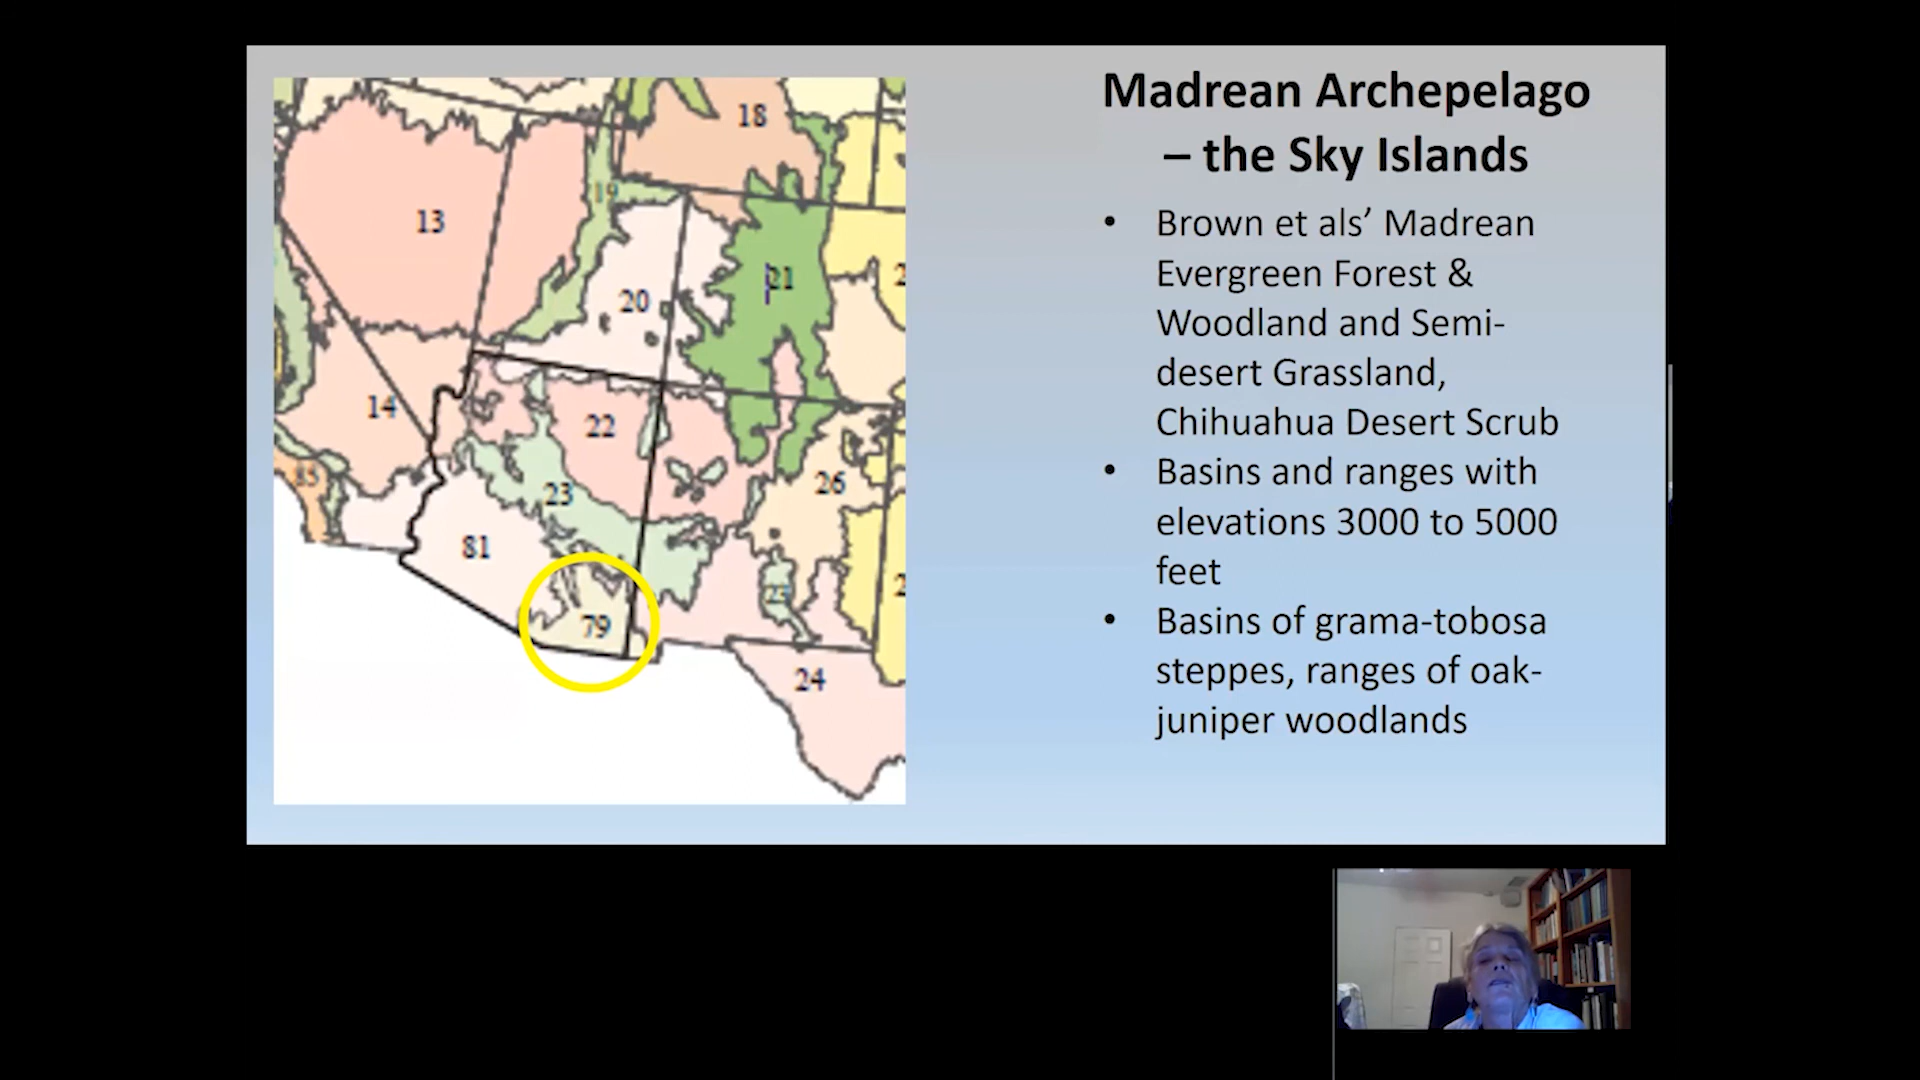 Madrean Archepelago
– the Sky Islands
• Brown et als’ Madrean
Evergreen Forest &
Woodland and Semi-
desert Grassland,
Chihuahua Desert Scrub
• Basins and ranges with
elevations 3000 to 5000
feet
• Basins of grama-tobosa
steppes, ranges of oak-
juniper woodlands
18
13
19
21
20
14
22
85
26
23
81
79
24